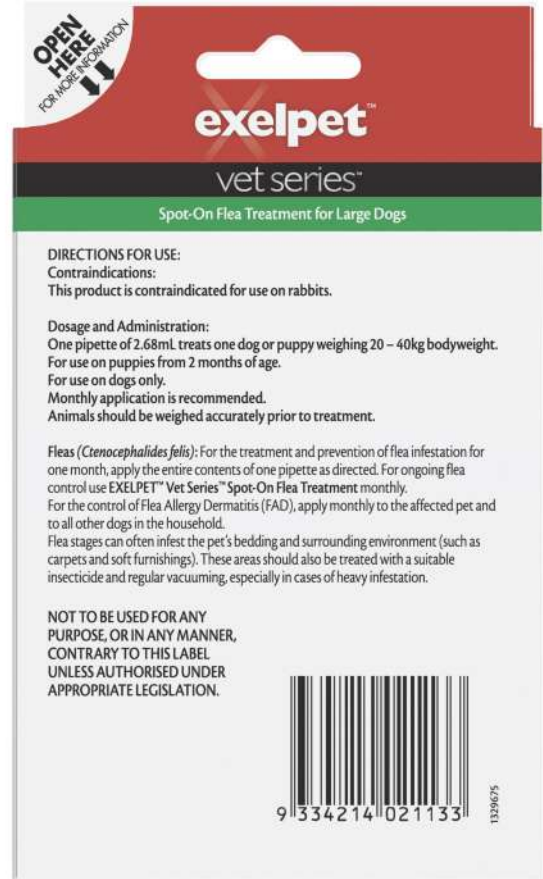 OPEN
HERE
FOR MORE INFORMATION
exelpet™
vet series™
Spot-On Flea Treatment for Large Dogs
DIRECTIONS FOR USE:
Contraindications:
This product is contraindicated for use on rabbits.
Dosage and Administration:
One pipette of 2.68mL treats one dog or puppy weighing 20 – 40kg bodyweight.
For use on puppies from 2 months of age.
For use on dogs only.
Monthly application is recommended.
Animals should be weighed accurately prior to treatment.
Fleas (Ctenocephalides felis): For the treatment and prevention of flea infestation for
one month, apply the entire contents of one pipette as directed. For ongoing flea
control use EXELPET™ Vet Series™ Spot-On Flea Treatment monthly.
For the control of Flea Allergy Dermatitis (FAD), apply monthly to the affected pet and
to all other dogs in the household.
Flea stages can often infest the pet's bedding and surrounding environment (such as
carpets and soft furnishings). These areas should also be treated with a suitable
insecticide and regular vacuuming, especially in cases of heavy infestation.
NOT TO BE USED FOR ANY
PURPOSE, OR IN ANY MANNER,
CONTRARY TO THIS LABEL
UNLESS AUTHORISED UNDER
APPROPRIATE LEGISLATION.
9 334214 021133
1329675